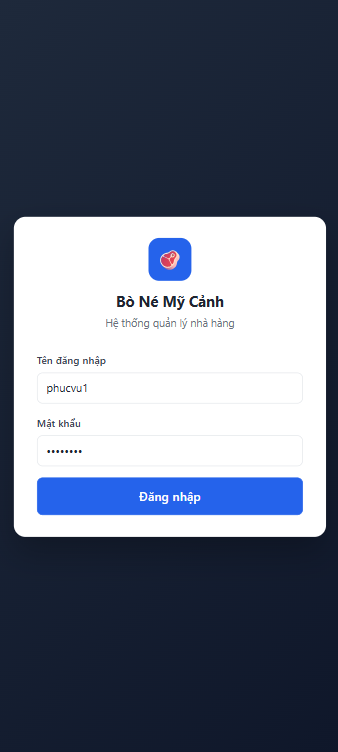 Bò Né Mỹ Cảnh
Hệ thống quản lý nhà hàng
Tên đăng nhập
phucvu1
Mật khẩu
••••••••
Đăng nhập